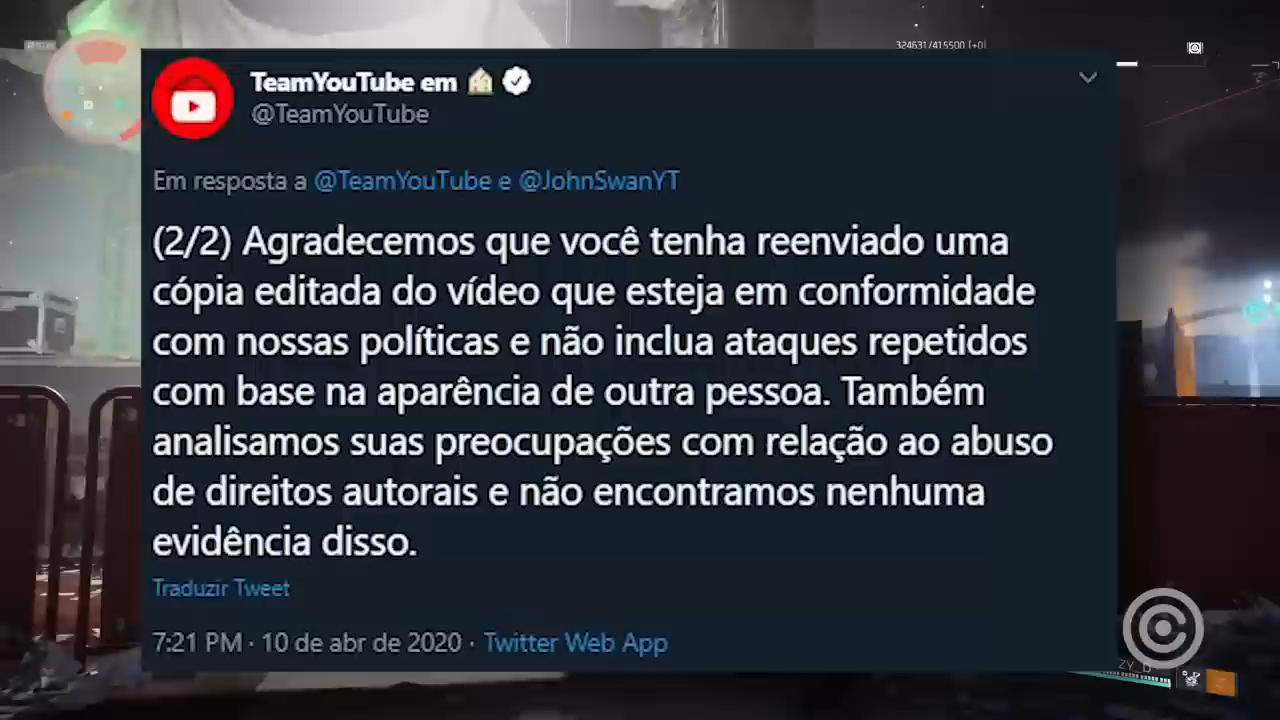 324631/415500 [+0]
TeamYouTube em
@TeamYouTube
Em resposta a @TeamYouTube e @JohnSwanYT
(2/2) Agradecemos que você tenha reenviado uma
cópia editada do vídeo que esteja em conformidade
com nossas políticas e não inclua ataques repetidos
com base na aparência de outra pessoa. Também
analisamos suas preocupações com relação ao abuso
de direitos autorais e não encontramos nenhuma
evidência disso.
Traduzir Tweet
7:21 PM · 10 de abr de 2020 · Twitter Web App